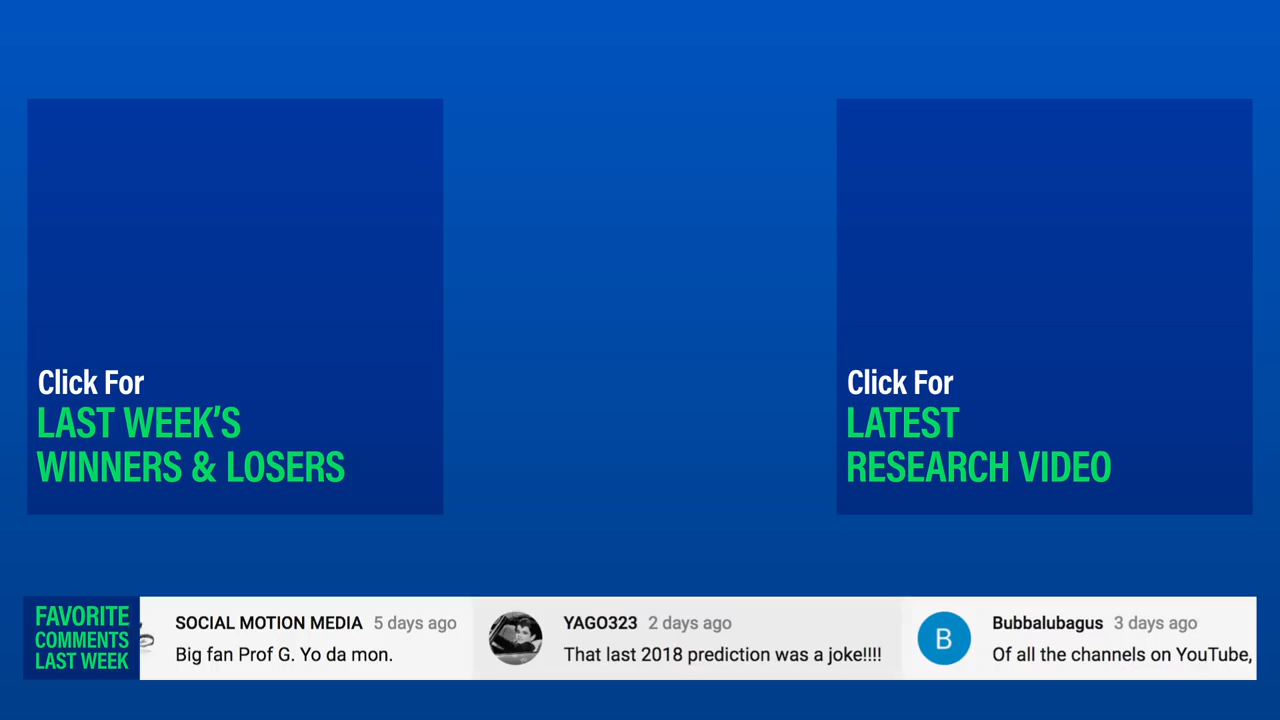 Click For
LAST WEEK'S
WINNERS & LOSERS
Click For
LATEST
RESEARCH VIDEO
FAVORITE
COMMENTS
LAST WEEK
SOCIAL MOTION MEDIA 5 days ago
Big fan Prof G. Yo da mon.
YAGO323 2 days ago
That last 2018 prediction was a joke!!!!
B
Bubbalubagus 3 days ago
Of all the channels on YouTube,